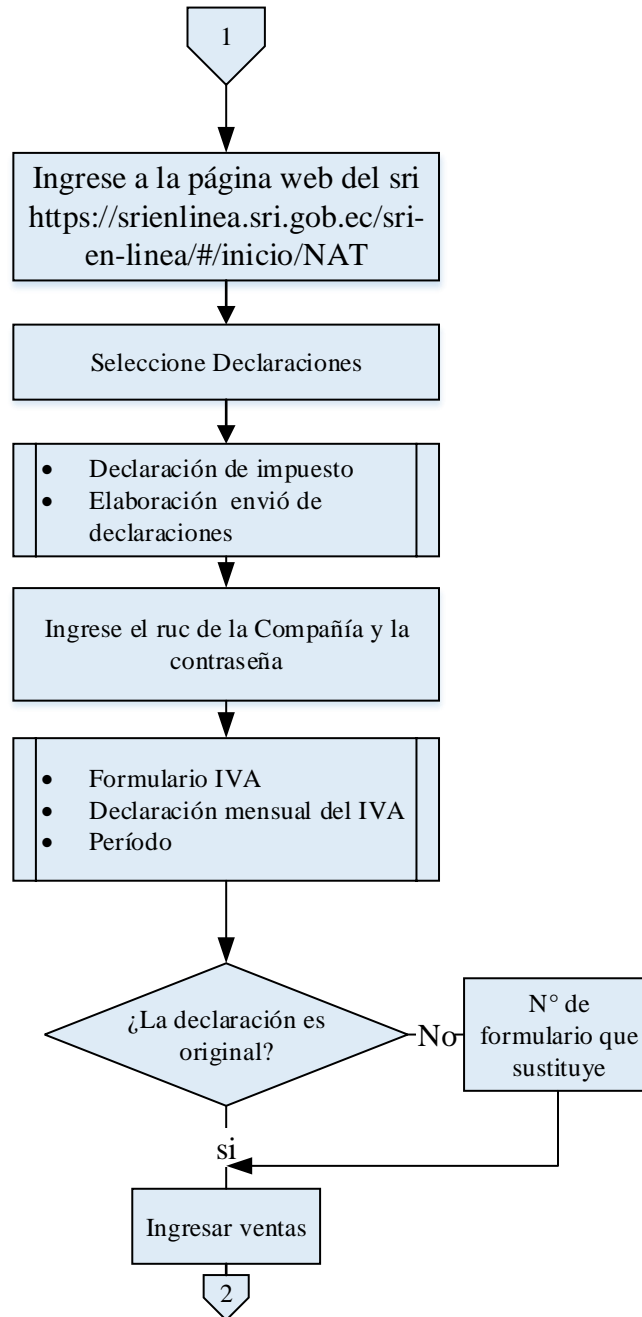 1
Ingrese a la página web del sri
https://srienlinea.sri.gob.ec/sri-
en-linea/#/inicio/NAT
Seleccione Declaraciones
• Declaración de impuesto
• Elaboración envió de
declaraciones
Ingrese el ruc de la Compañía y la
contraseña
• Formulario IVA
• Declaración mensual del IVA
• Período
¿La declaración es
original?
No
N° de
formulario que
sustituye
si
Ingresar ventas
2